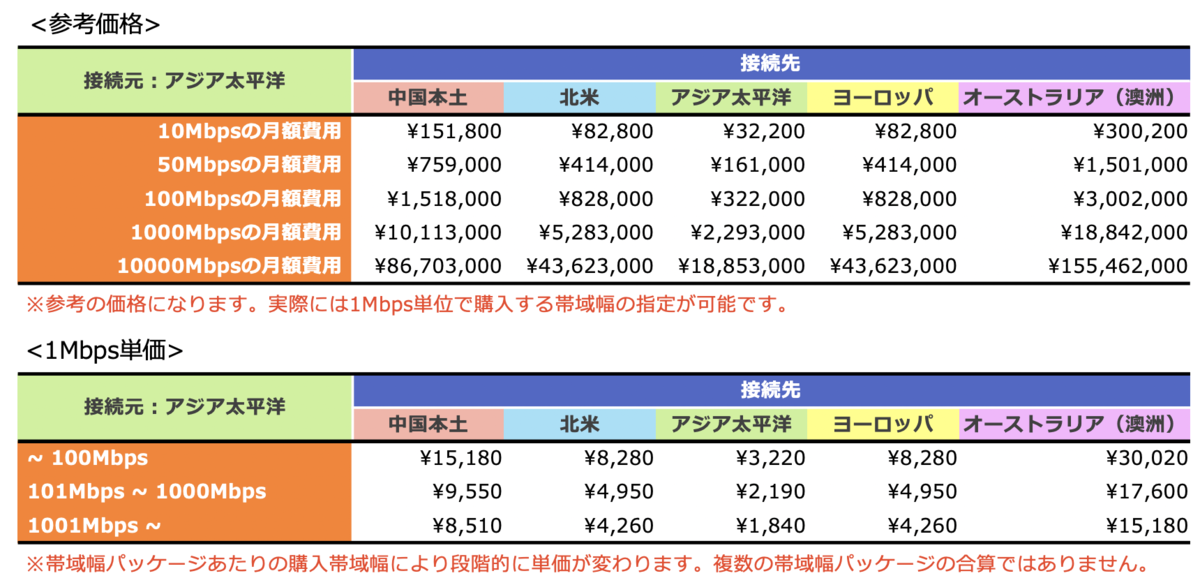 <参考価格>
接続元：アジア太平洋 接続先
中国本土 北米 アジア太平洋 ヨーロッパ オーストラリア（澳洲）
10Mbpsの月額費用 ¥151,800 ¥82,800 ¥32,200 ¥82,800 ¥300,200
50Mbpsの月額費用 ¥759,000 ¥414,000 ¥161,000 ¥414,000 ¥1,501,000
100Mbpsの月額費用 ¥1,518,000 ¥828,000 ¥322,000 ¥828,000 ¥3,002,000
1000Mbpsの月額費用 ¥10,113,000 ¥5,283,000 ¥2,293,000 ¥5,283,000 ¥18,842,000
10000Mbpsの月額費用 ¥86,703,000 ¥43,623,000 ¥18,853,000 ¥43,623,000 ¥155,462,000
※参考の価格になります。実際には1Mbps単位で購入する帯域幅の指定が可能です。
<1Mbps単価>
接続元：アジア太平洋 接続先
中国本土 北米 アジア太平洋 ヨーロッパ オーストラリア（澳洲）
~ 100Mbps ¥15,180 ¥8,280 ¥3,220 ¥8,280 ¥30,020
101Mbps ~ 1000Mbps ¥9,550 ¥4,950 ¥2,190 ¥4,950 ¥17,600
1001Mbps ~ ¥8,510 ¥4,260 ¥1,840 ¥4,260 ¥15,180
※帯域幅パッケージあたりの購入帯域幅により段階的に単価が変わります。複数の帯域幅パッケージの合算ではありません。